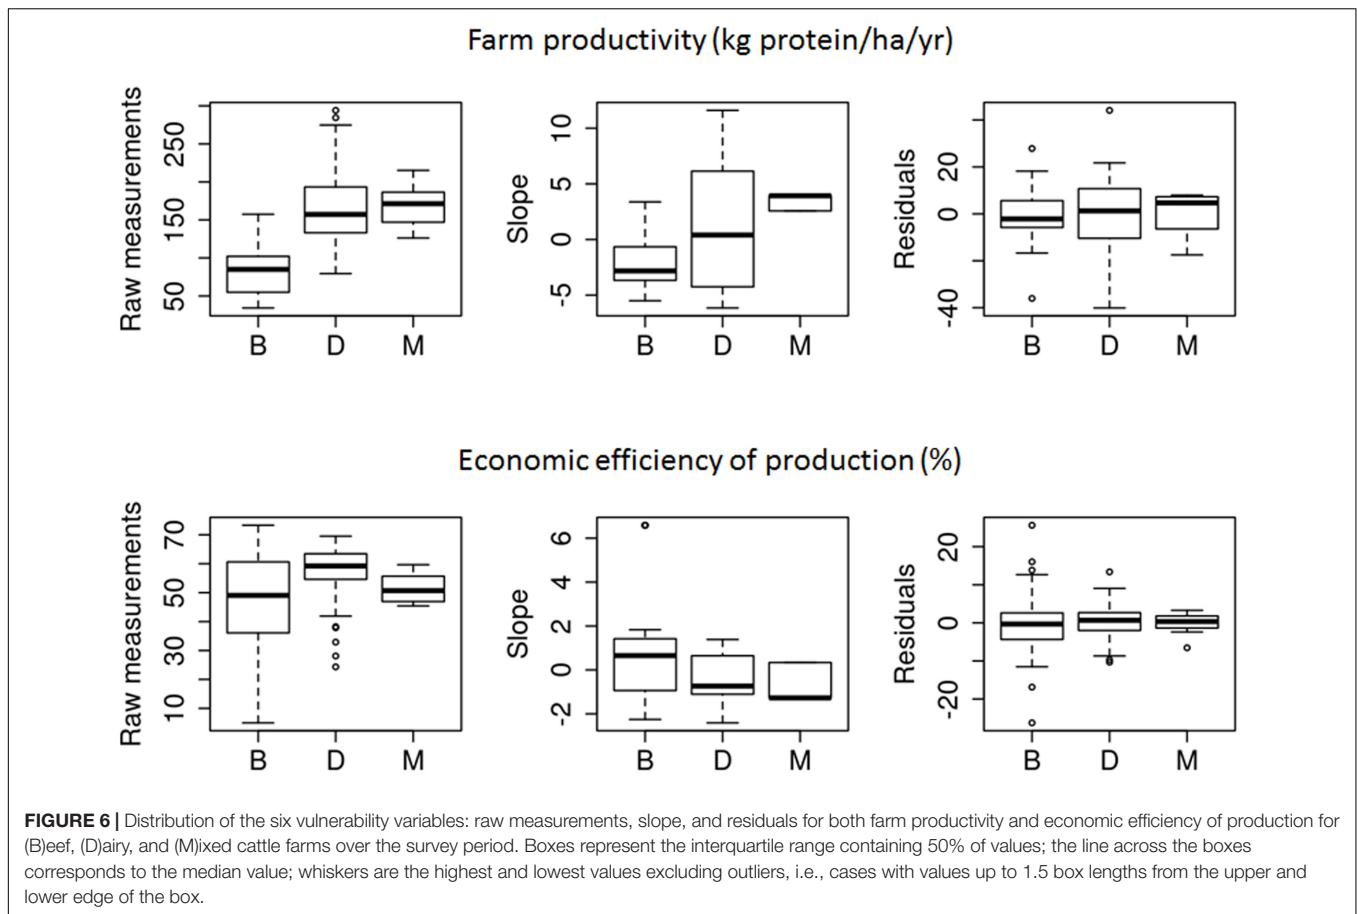 Farm productivity (kg protein/ha/yr)
Raw measurements
50
150
250
B
D
M
Slope
-5
0
5
10
B
D
M
Residuals
-40
0
20
B
D
M
Economic efficiency of production (%)
Raw measurements
10
30
50
70
B
D
M
Slope
-2
0
2
4
6
B
D
M
Residuals
-20
0
20
B
D
M
FIGURE 6 | Distribution of the six vulnerability variables: raw measurements, slope, and residuals for both farm productivity and economic efficiency of production for
(B)eef, (D)airy, and (M)ixed cattle farms over the survey period. Boxes represent the interquartile range containing 50% of values; the line across the boxes
corresponds to the median value; whiskers are the highest and lowest values excluding outliers, i.e., cases with values up to 1.5 box lengths from the upper and
lower edge of the box.